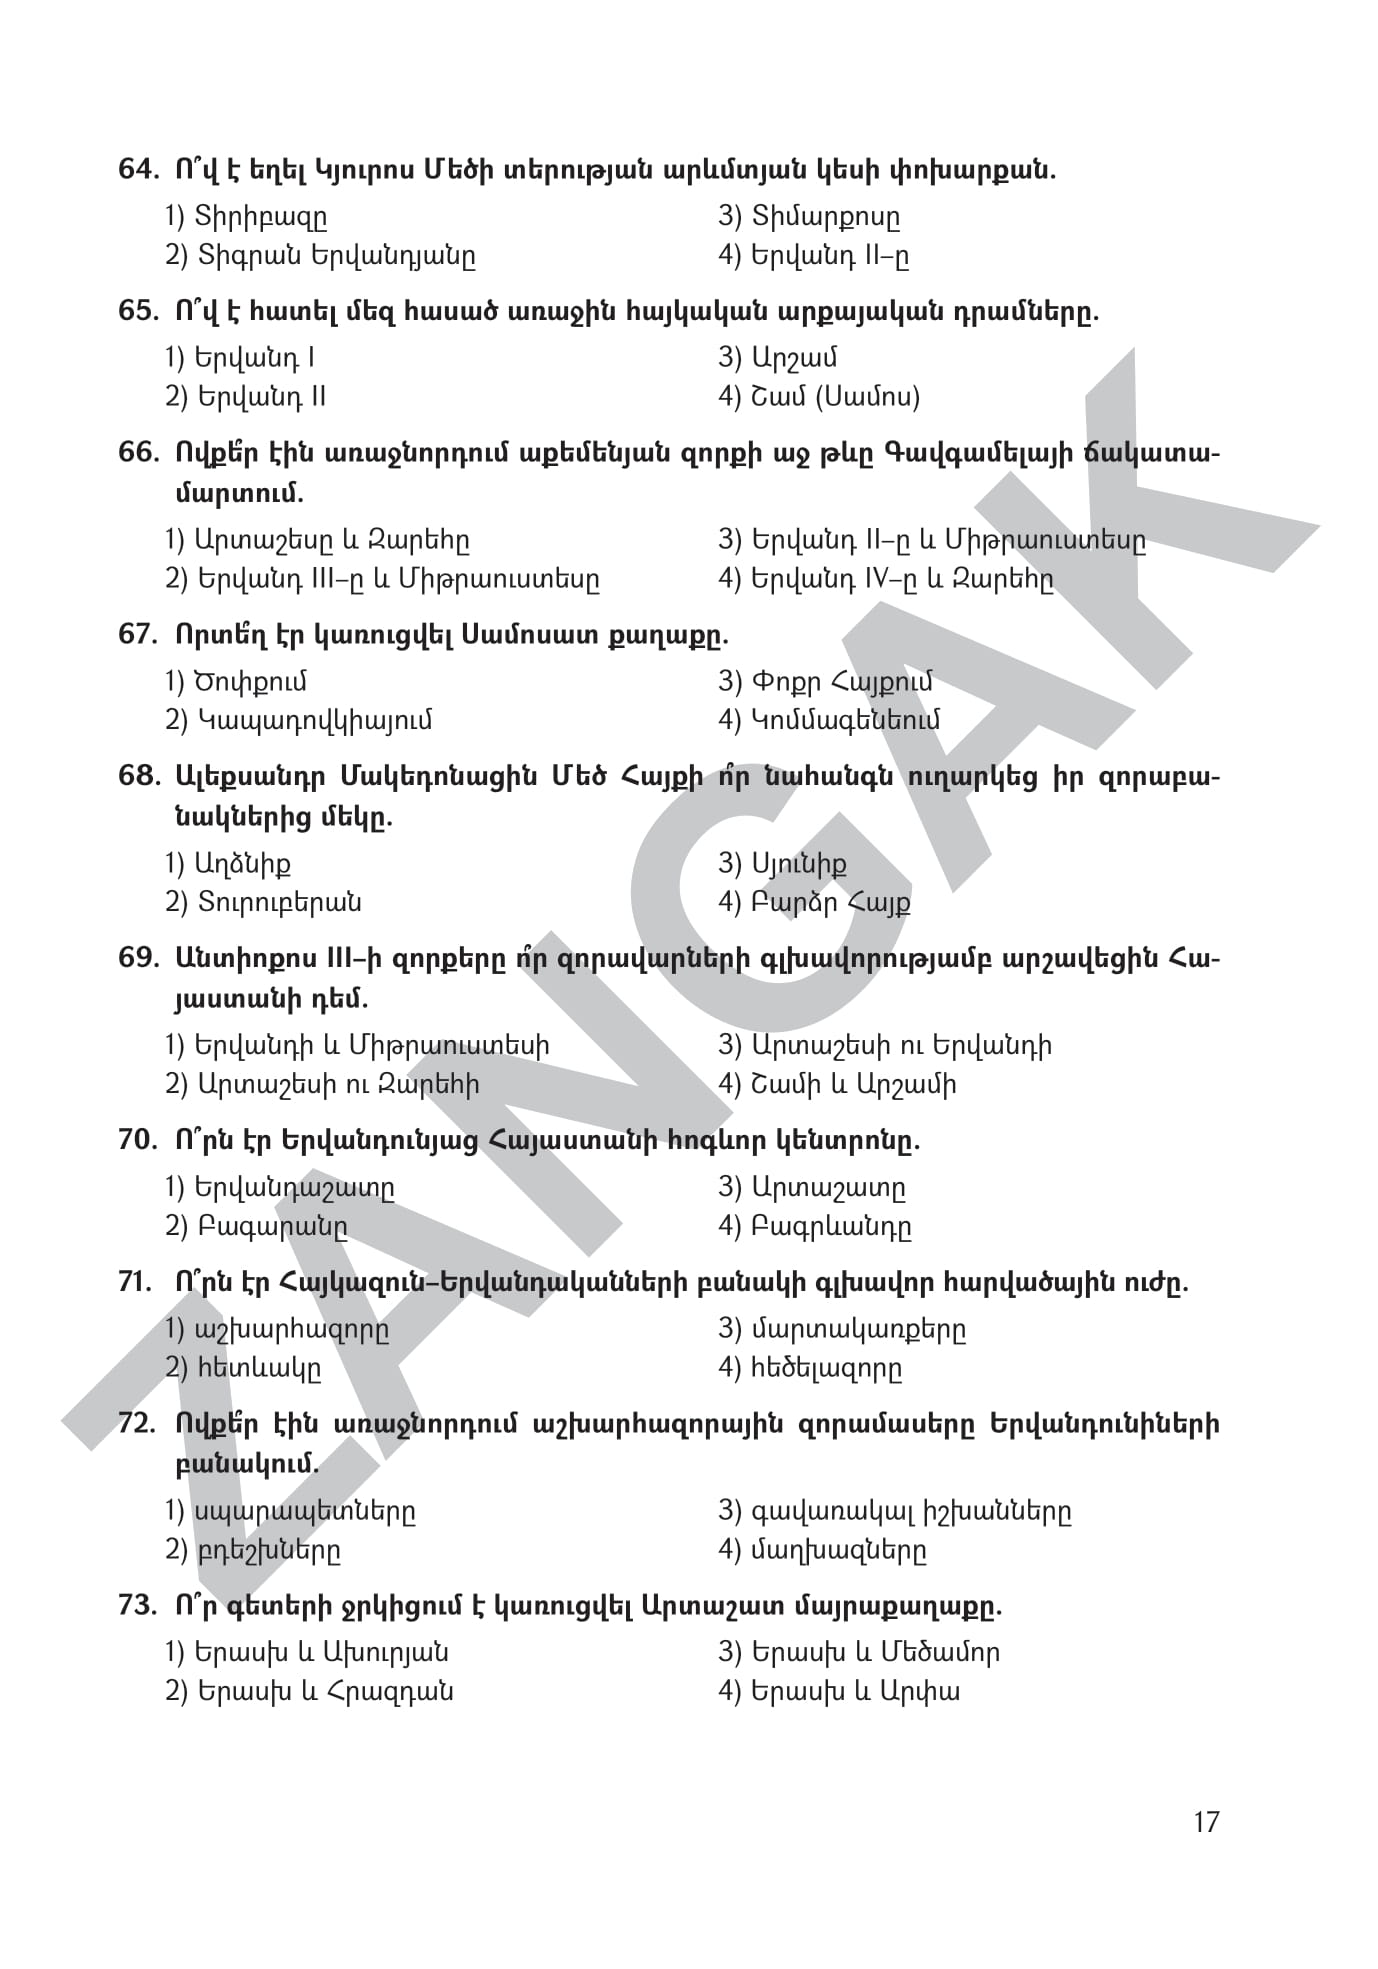 64. Ո՞վ է եղել Կյուրոս Մեծի տերության արևմտյան կեսի փոխարքան.
1) Տիրիբազը
3) Տիմարքոսը
2) Տիգրան Երվանդյանը
4) Երվանդ II–ը
65. Ո՞վ է հատել մեզ հասած առաջին հայկական արքայական դրամները.
1) Երվանդ I
3) Արշամ
2) Երվանդ II
4) Շամ (Սամոս)
66. Ովքե՞ր էին առաջնորդում աքեմենյան զորքի աջ թևը Գավգամելայի ճակատա-
մարտում.
1) Արտաշեսը և Զարեհը
3) Երվանդ II–ը և Միթրաուստեսը
2) Երվանդ III–ը և Միթրաուստեսը
4) Երվանդ IV–ը և Զարեհը
67. Որտե՞ղ էր կառուցվել Սամոսատ քաղաքը.
1) Ծոփքում
3) Փոքր Հայքում
2) Կապադովկիայում
4) Կոմմագենեում
68. Ալեքսանդր Մակեդոնացին Մեծ Հայքի ո՞ր նահանգն ուղարկեց իր զորաբա-
նակներից մեկը.
1) Աղձնիք
3) Սյունիք
2) Տուրուբերան
4) Բարձր Հայք
69. Անտիոքոս III–ի զորքերը ո՞ր զորավարների գլխավորությամբ արշավեցին Հա-
յաստանի դեմ.
1) Երվանդի և Միթրաուստեսի
3) Արտաշեսի ու Երվանդի
2) Արտաշեսի ու Զարեհի
4) Շամի և Արշամի
70. Ո՞րն էր Երվանդունյաց Հայաստանի հոգևոր կենտրոնը.
1) Երվանդաշատը
3) Արտաշատը
2) Բագարանը
4) Բագրևանդը
71. Ո՞րն էր Հայկազուն–Երվանդականների բանակի գլխավոր հարվածային ուժը.
1) աշխարհազորը
3) մարտակառքերը
2) հետևակը
4) հեծելազորը
72. Ովքե՞ր էին առաջնորդում աշխարհազորային զորամասերը Երվանդունիների
բանակում.
1) սպարապետները
3) գավառակալ իշխանները
2) բդեշխները
4) մաղխազները
73. Ո՞ր գետերի ջրկիցում է կառուցվել Արտաշատ մայրաքաղաքը.
1) Երասխ և Ախուրյան
3) Երասխ և Մեծամոր
2) Երասխ և Հրազդան
4) Երասխ և Արփա
17
ZANGAK